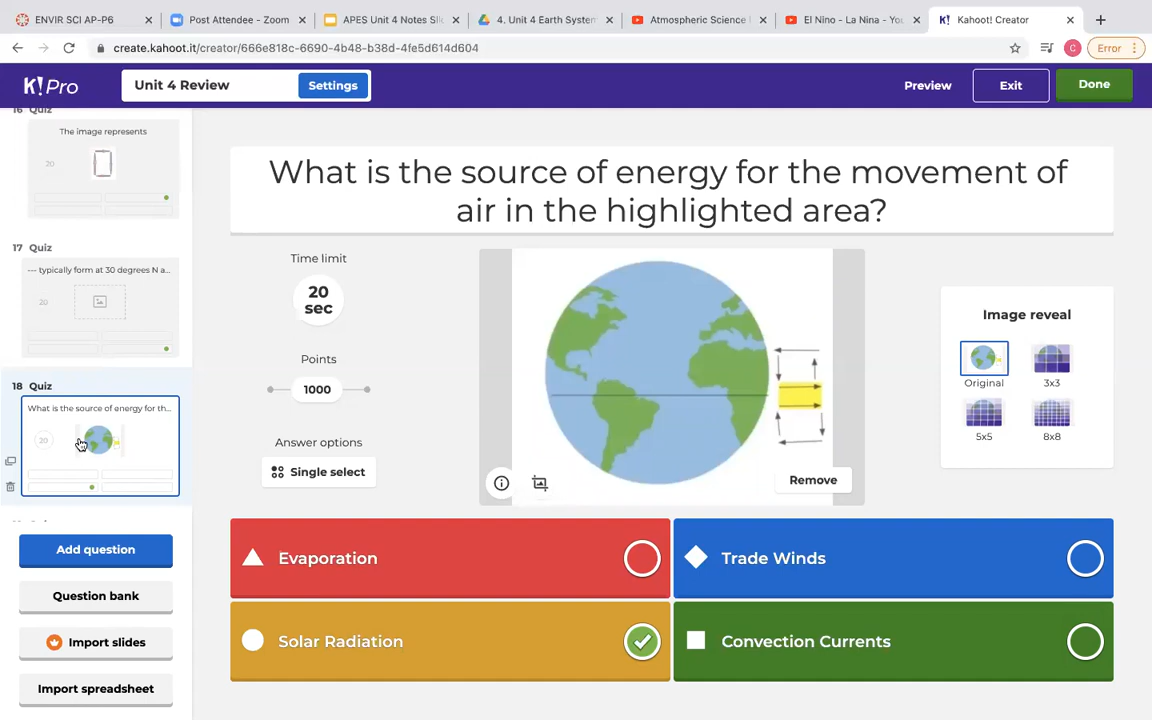 ENVIR SCI AP-P6
Post Attendee - Zoom
APES Unit 4 Notes Sli
4. Unit 4 Earth System
Atmospheric Science
El Nino - La Nina - You
K! Kahoot! Creator
create.kahoot.it/creator/666e818c-6690-4b48-b38d-4fe5d614d604
C
Error
K!Pro
Unit 4 Review
Settings
Preview
Exit
Done
16 Quiz
The image represents
20
17 Quiz
--- typically form at 30 degrees N a...
20
18 Quiz
What is the source of energy for th...
20
Add question
Question bank
Import slides
Import spreadsheet
What is the source of energy for the movement of
air in the highlighted area?
Time limit
20
sec
Points
1000
Answer options
Single select
Remove
Image reveal
Original
3x3
5x5
8x8
Evaporation
Trade Winds
Solar Radiation
Convection Currents